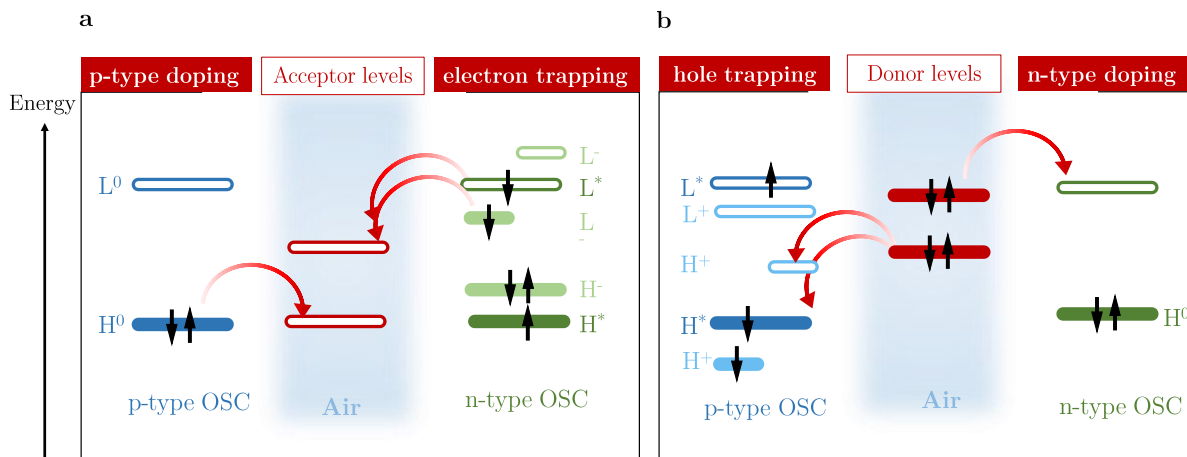 a
b
p-type doping
Acceptor levels
electron trapping
hole trapping
Donor levels
n-type doping
Energy
L⁻
L⁰
L*
L*
L⁺
L
-
H⁺
H⁻
H⁰
H*
H*
H⁰
H⁺
p-type OSC
Air
n-type OSC
p-type OSC
Air
n-type OSC